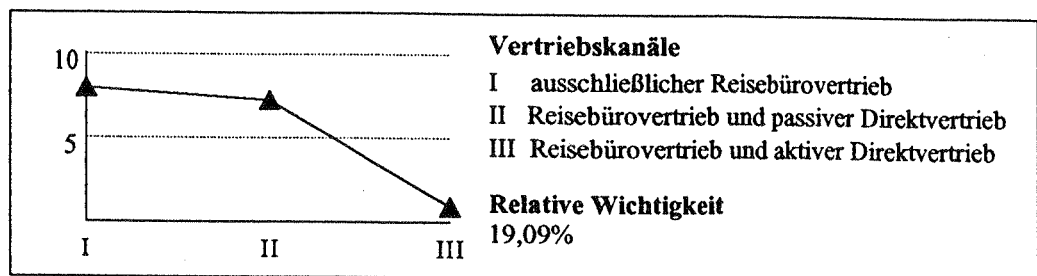 10
5
I II III
Vertriebskanäle
I ausschließlicher Reisebürovertrieb
II Reisebürovertrieb und passiver Direktvertrieb
III Reisebürovertrieb und aktiver Direktvertrieb
Relative Wichtigkeit
19,09%